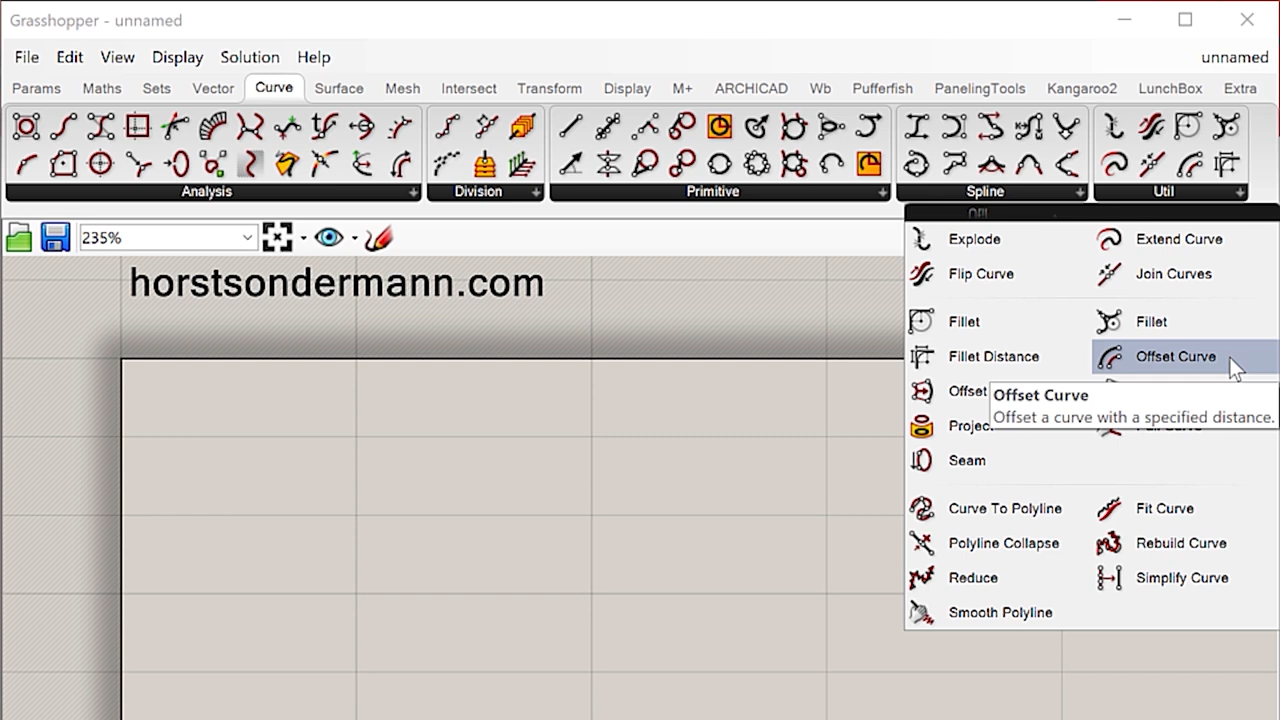 Grasshopper - unnamed
File Edit View Display Solution Help unnamed
Params Maths Sets Vector Curve Surface Mesh Intersect Transform Display M+ ARCHICAD Wb Pufferfish PanelingTools Kangaroo2 LunchBox Extra
Analysis Division Primitive Spline Util
235%
horstsondermann.com
Explode Extend Curve
Flip Curve Join Curves
Fillet Fillet
Fillet Distance Offset Curve
Offset
Offset Curve
Offset a curve with a specified distance.
Project
Seam
Curve To Polyline Fit Curve
Polyline Collapse Rebuild Curve
Reduce Simplify Curve
Smooth Polyline